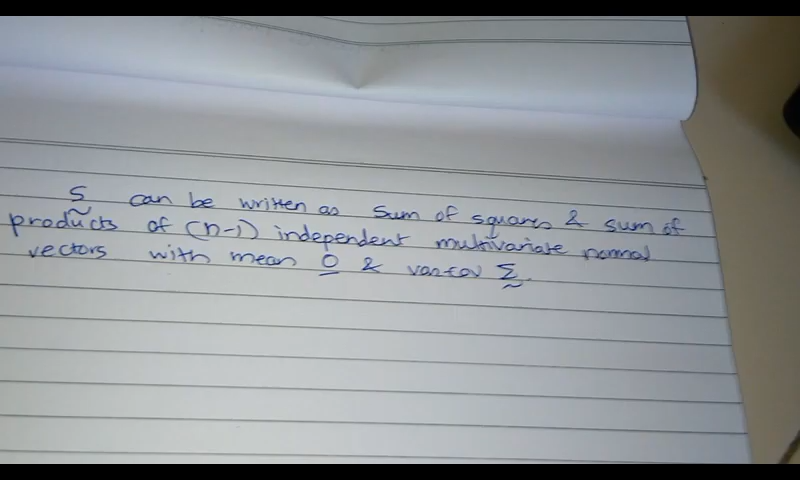 S can be written as sum of squares & sum of
products of (n-1) independent multivariate normal
vectors with mean 0 & var-cov Σ.